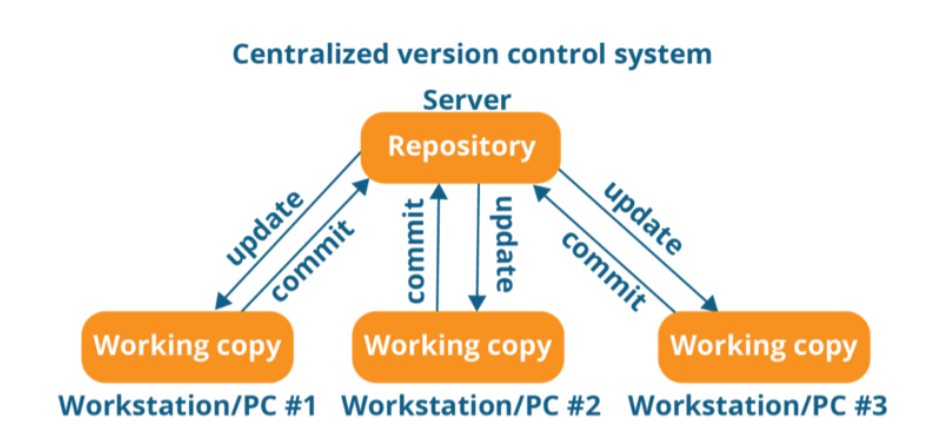 Centralized version control system
Server
Repository
update
commit
commit
update
update
commit
Working copy
Working copy
Working copy
Workstation/PC #1
Workstation/PC #2
Workstation/PC #3